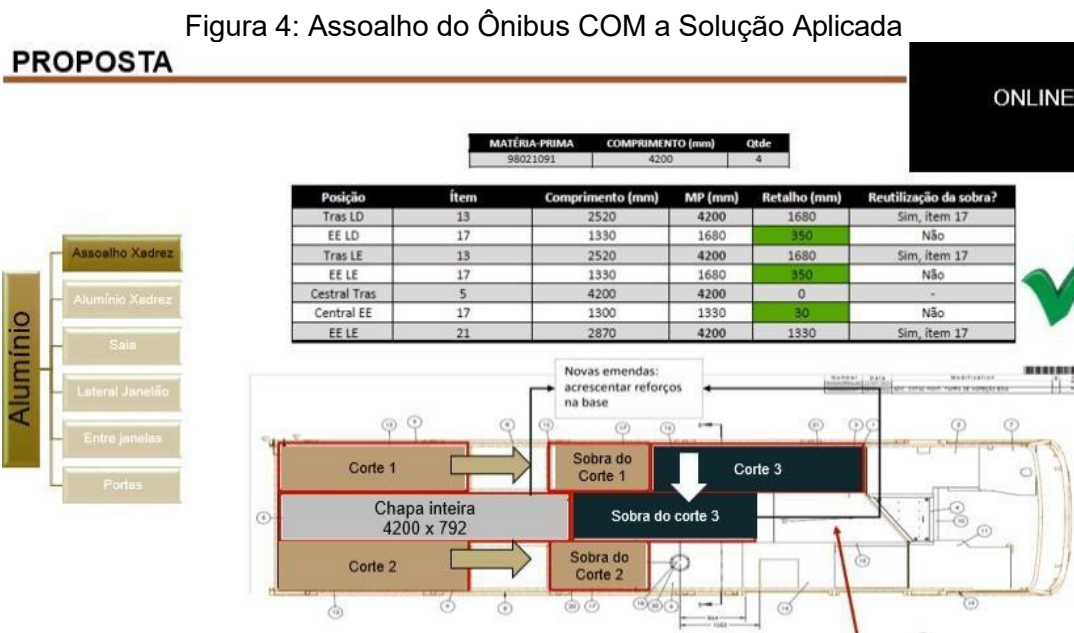 Figura 4: Assoalho do Ônibus COM a Solução Aplicada
PROPOSTA
ONLINE
MATÉRIA-PRIMA COMPRIMENTO (mm) Qtde
98021091 4200 4
Posição Ítem Comprimento (mm) MP (mm) Retalho (mm) Reutilização da sobra?
Tras LD 13 2520 4200 1680 Sim, ítem 17
EE LD 17 1330 1680 350 Não
Tras LE 13 2520 4200 1680 Sim, ítem 17
EE LE 17 1330 1680 350 Não
Cestral Tras 5 4200 4200 0 -
Central EE 17 1300 1330 30 Não
EE LE 21 2870 4200 1330 Sim, ítem 17
Alumínio
Assoalho Xadrez
Alumínio Xadrez
Saia
Lateral Janelão
Entre janelas
Portas
Novas emendas:
acrescentar reforços
na base
Number Date Modification
Corte 1
Sobra do
Corte 1
Corte 3
Chapa inteira
4200 x 792
Sobra do corte 3
Corte 2
Sobra do
Corte 2